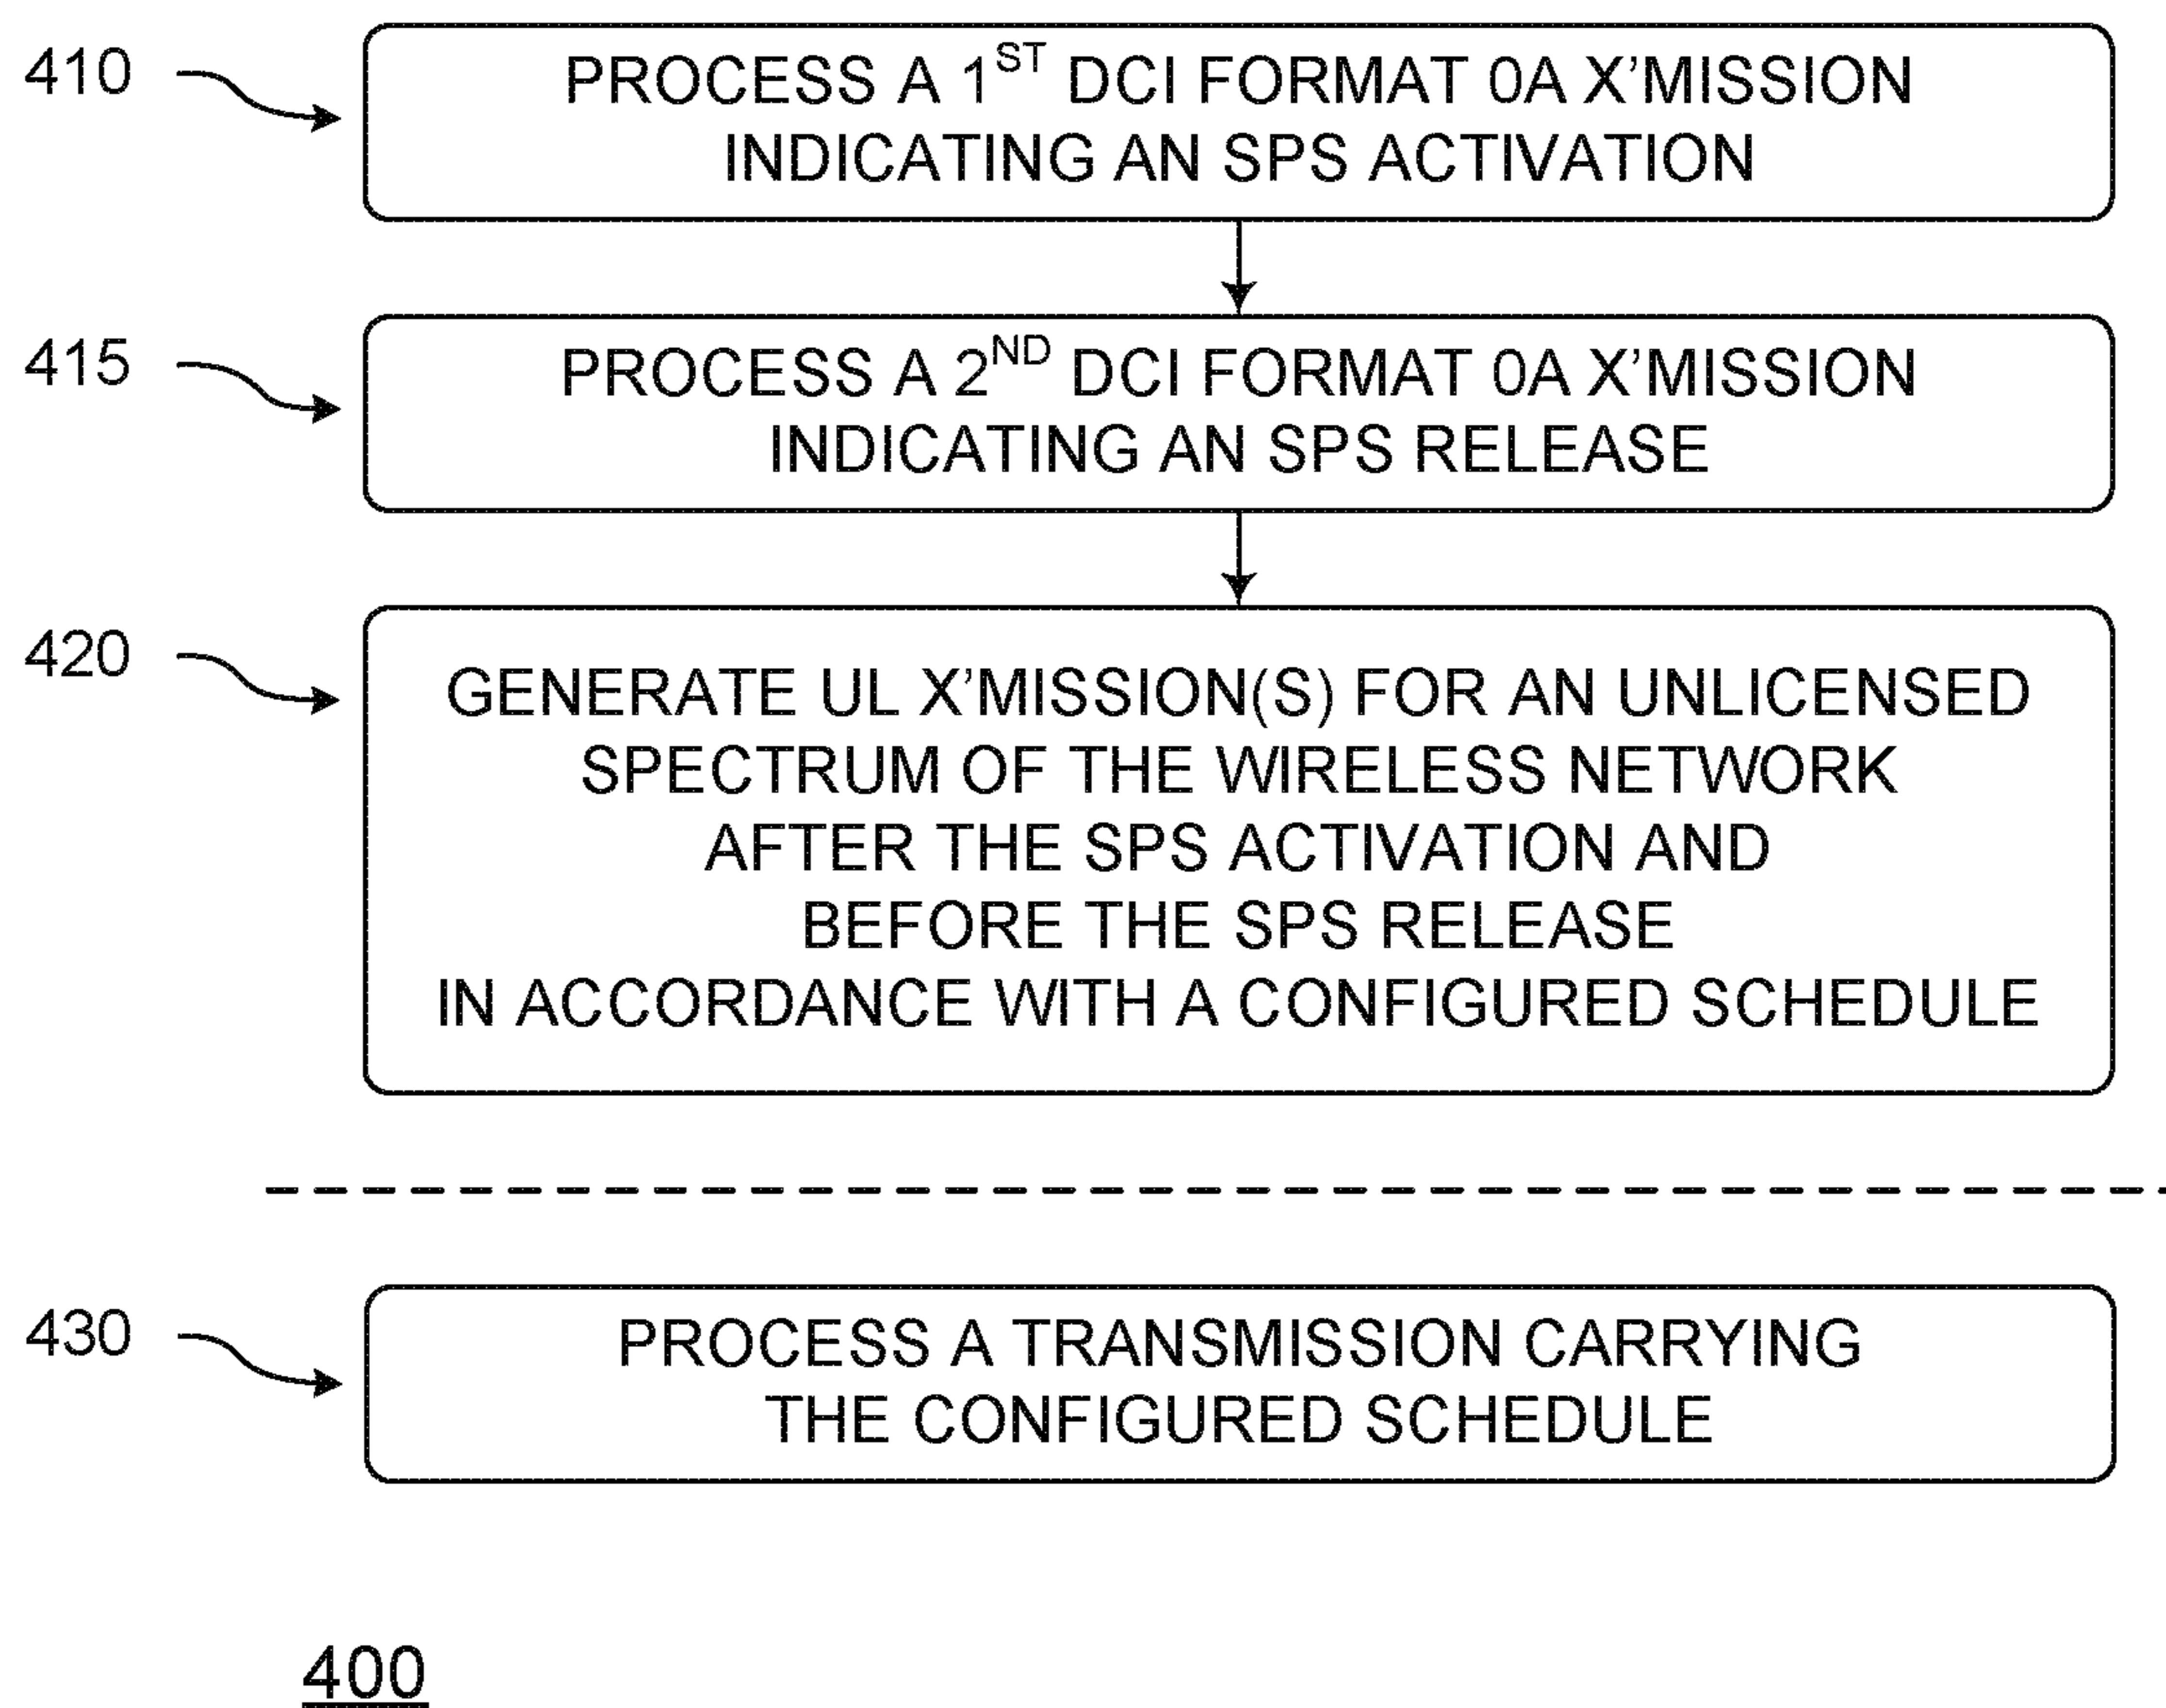 410
PROCESS A 1ST DCI FORMAT 0A X’MISSION
INDICATING AN SPS ACTIVATION
415
PROCESS A 2ND DCI FORMAT 0A X’MISSION
INDICATING AN SPS RELEASE
420
GENERATE UL X’MISSION(S) FOR AN UNLICENSED
SPECTRUM OF THE WIRELESS NETWORK
AFTER THE SPS ACTIVATION AND
BEFORE THE SPS RELEASE
IN ACCORDANCE WITH A CONFIGURED SCHEDULE
430
PROCESS A TRANSMISSION CARRYING
THE CONFIGURED SCHEDULE
400